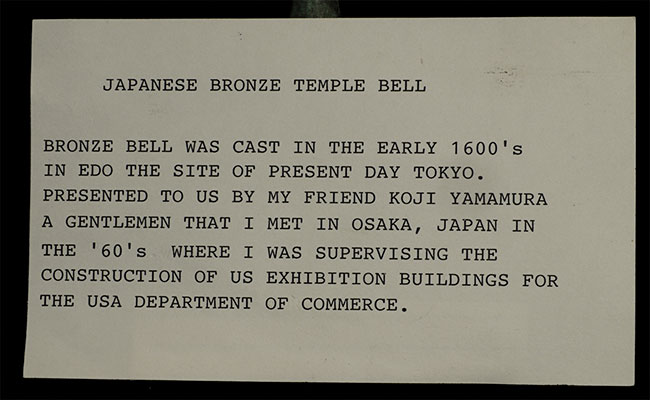 JAPANESE BRONZE TEMPLE BELL
BRONZE BELL WAS CAST IN THE EARLY 1600's
IN EDO THE SITE OF PRESENT DAY TOKYO.
PRESENTED TO US BY MY FRIEND KOJI YAMAMURA
A GENTLEMEN THAT I MET IN OSAKA, JAPAN IN
THE '60's WHERE I WAS SUPERVISING THE
CONSTRUCTION OF US EXHIBITION BUILDINGS FOR
THE USA DEPARTMENT OF COMMERCE.